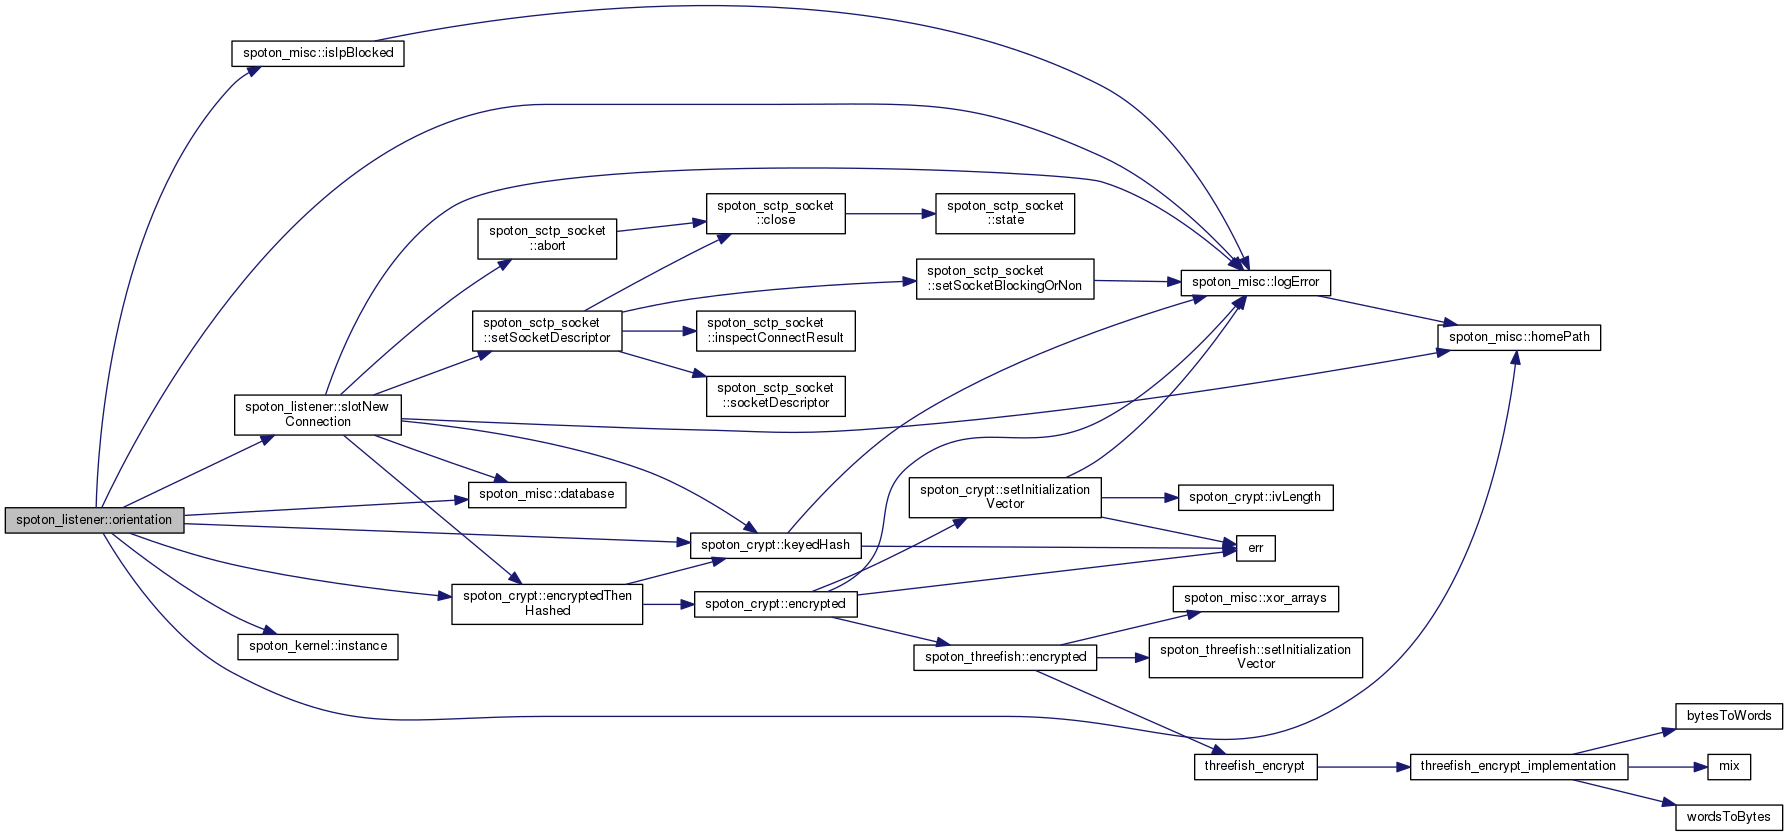 spoton_misc::isIpBlocked
spoton_sctp_socket
::close
spoton_sctp_socket
::state
spoton_sctp_socket
::abort
spoton_sctp_socket
::setSocketBlockingOrNon
spoton_misc::logError
spoton_sctp_socket
::setSocketDescriptor
spoton_sctp_socket
::inspectConnectResult
spoton_misc::homePath
spoton_sctp_socket
::socketDescriptor
spoton_listener::slotNew
Connection
spoton_misc::database
spoton_crypt::setInitialization
Vector
spoton_crypt::ivLength
spoton_listener::orientation
spoton_crypt::keyedHash
err
spoton_crypt::encryptedThen
Hashed
spoton_crypt::encrypted
spoton_misc::xor_arrays
spoton_kernel::instance
spoton_threefish::encrypted
spoton_threefish::setInitialization
Vector
bytesToWords
threefish_encrypt
threefish_encrypt_implementation
mix
wordsToBytes